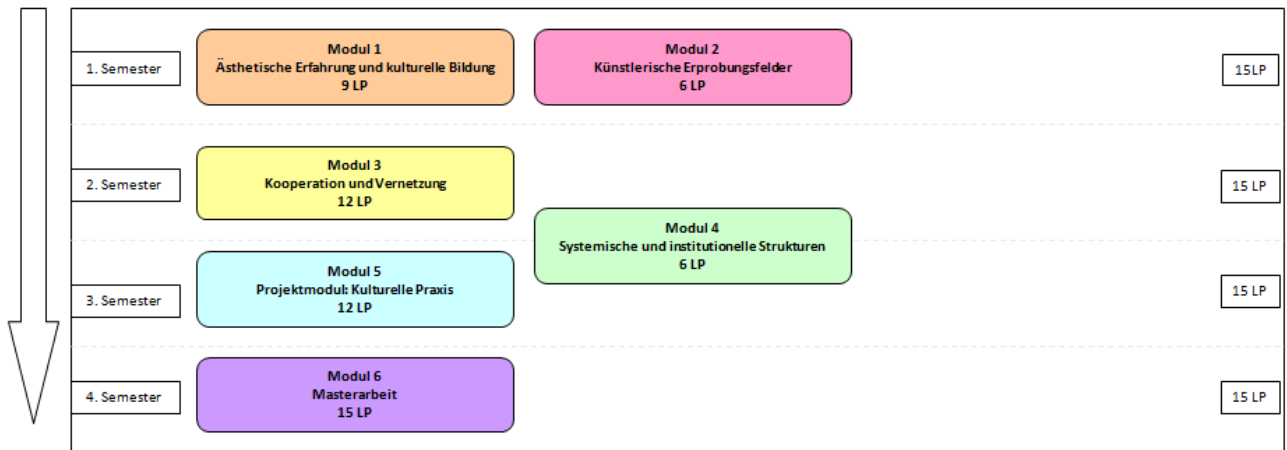 1. Semester
Modul 1
Ästhetische Erfahrung und kulturelle Bildung
9 LP
Modul 2
Künstlerische Erprobungsfelder
6 LP
15LP
2. Semester
Modul 3
Kooperation und Vernetzung
12 LP
15 LP
Modul 4
Systemische und institutionelle Strukturen
6 LP
3. Semester
Modul 5
Projektmodul: Kulturelle Praxis
12 LP
15 LP
4. Semester
Modul 6
Masterarbeit
15 LP
15 LP